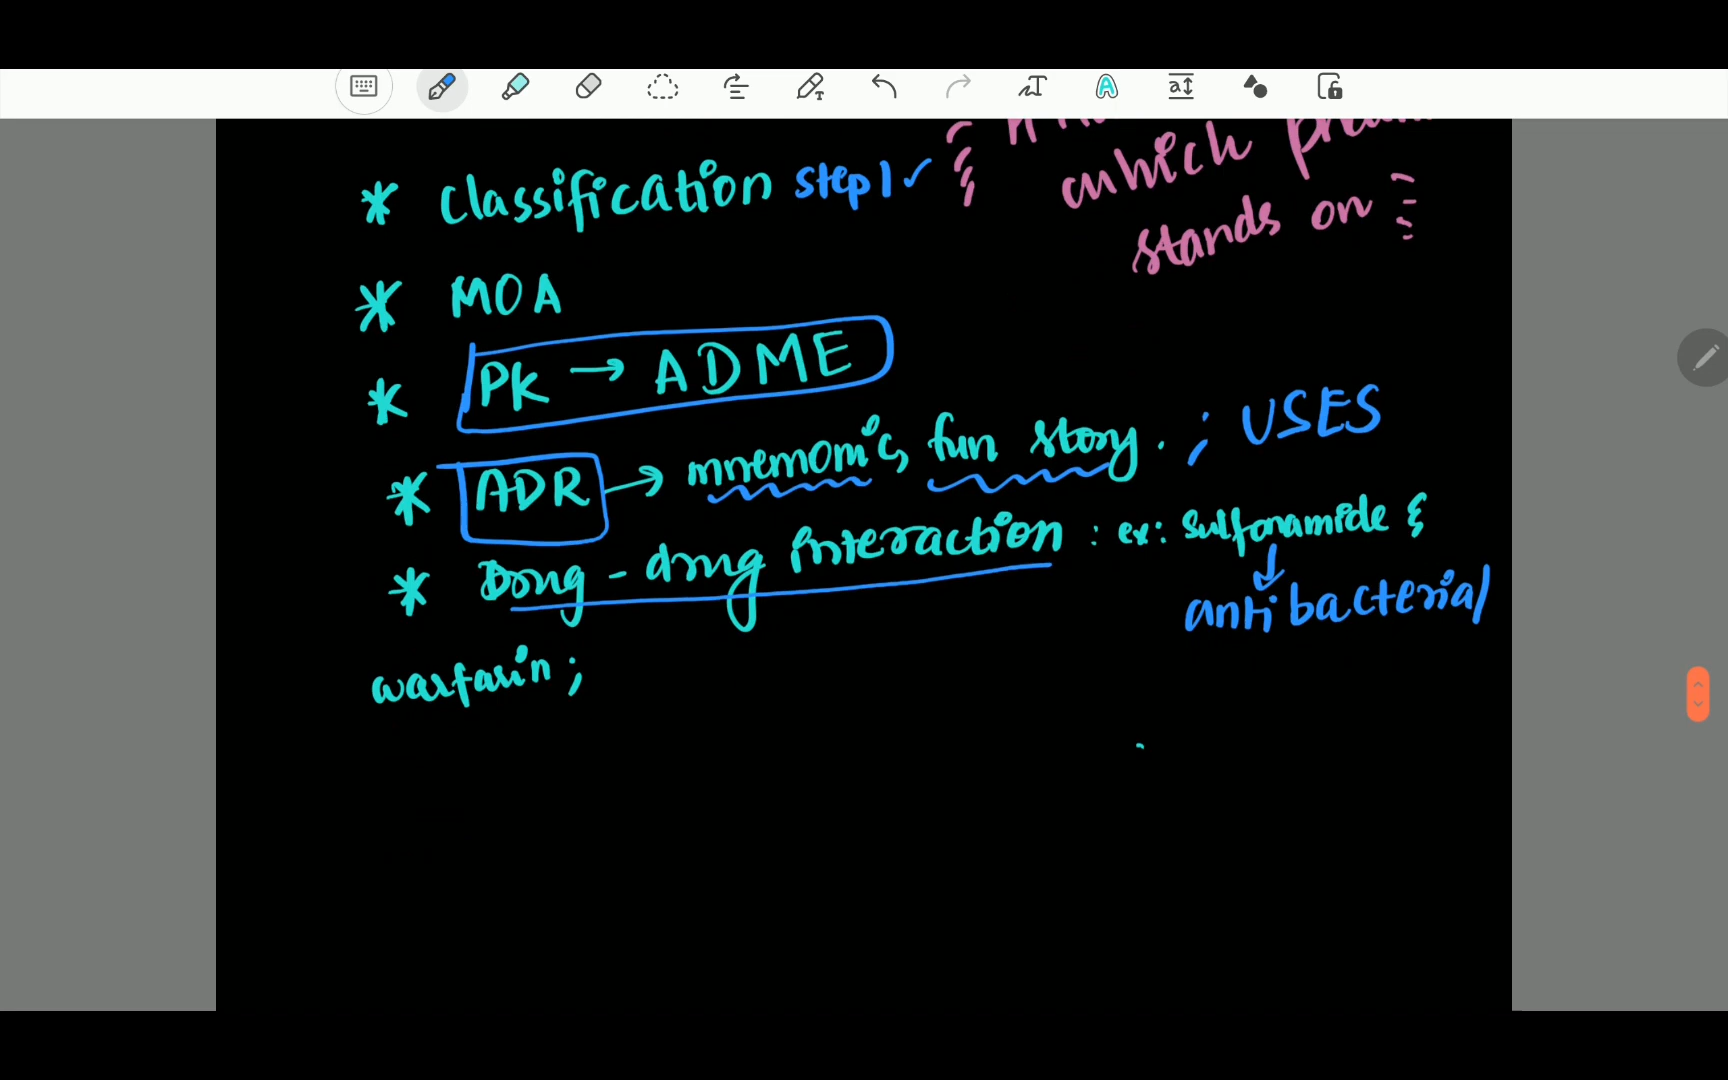 * Classification step 1 ✓ {
which
stands on
* MOA
* PK → ADME
* ADR → mnemonic, fun story. ; USES
* Drug - drug interaction : ex: Sulfonamide {
↓
antibacterial
warfarin ;